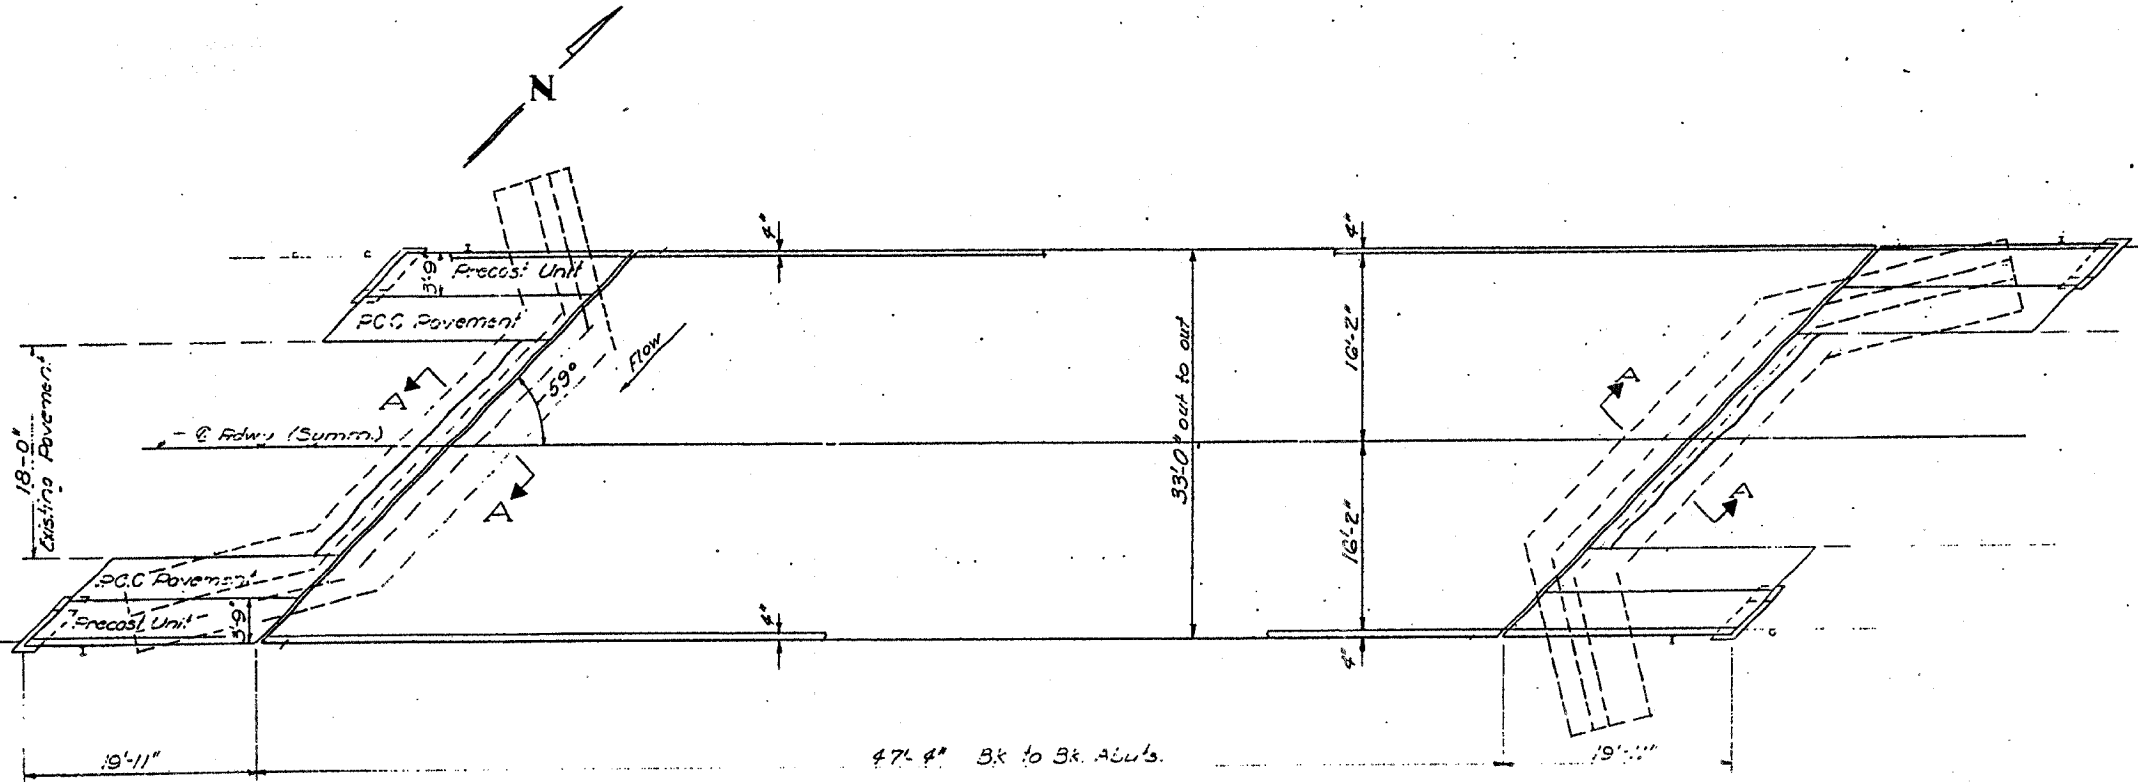 N
4"
4"
Precast Unit
3'-9"
P.C.C Pavement
Flow
59°
16'-2"
33'-0" out to out
A
A
℄ Rdwy (Symm.)
18'-0"
Existing Pavement
A
A
16'-2"
P.C.C Pavement
Precast Unit
3'-9"
4"
4"
19'-11"
47'-4" Bk to Bk. Abuts.
19'-11"